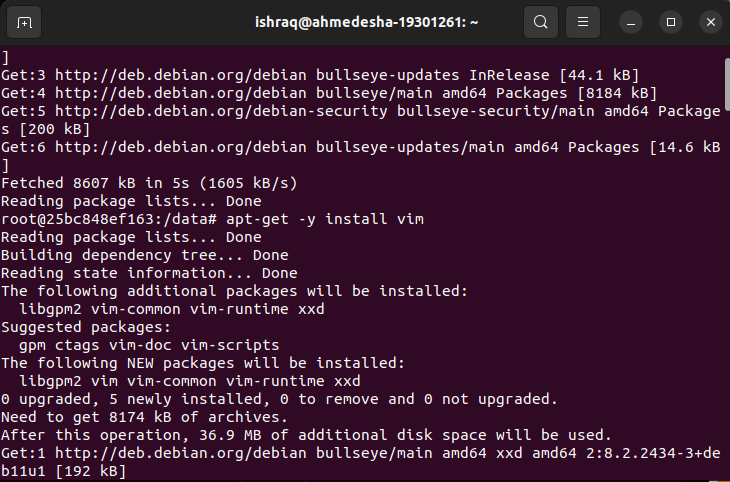 ishraq@ahmedesha-19301261: ~
]
Get:3 http://deb.debian.org/debian bullseye-updates InRelease [44.1 kB]
Get:4 http://deb.debian.org/debian bullseye/main amd64 Packages [8184 kB]
Get:5 http://deb.debian.org/debian-security bullseye-security/main amd64 Package
s [200 kB]
Get:6 http://deb.debian.org/debian bullseye-updates/main amd64 Packages [14.6 kB
]
Fetched 8607 kB in 5s (1605 kB/s)
Reading package lists... Done
root@25bc848ef163:/data# apt-get -y install vim
Reading package lists... Done
Building dependency tree... Done
Reading state information... Done
The following additional packages will be installed:
  libgpm2 vim-common vim-runtime xxd
Suggested packages:
  gpm ctags vim-doc vim-scripts
The following NEW packages will be installed:
  libgpm2 vim vim-common vim-runtime xxd
0 upgraded, 5 newly installed, 0 to remove and 0 not upgraded.
Need to get 8174 kB of archives.
After this operation, 36.9 MB of additional disk space will be used.
Get:1 http://deb.debian.org/debian bullseye/main amd64 xxd amd64 2:8.2.2434-3+de
b11u1 [192 kB]